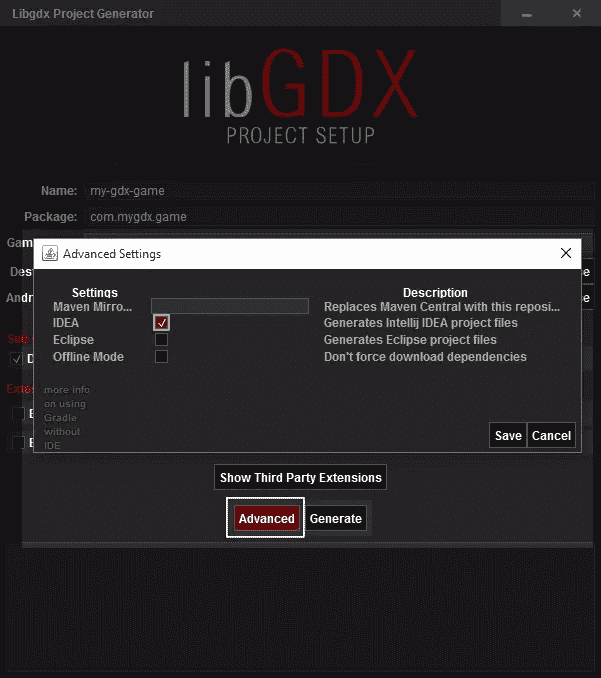 Libgdx Project Generator
libGDX
PROJECT SETUP
Name: my-gdx-game
Package: com.mygdx.game
Gam
Advanced Settings
Des
e
Andr
e
Settings Description
Maven Mirro... Replaces Maven Central with this reposi...
IDEA Generates Intellij IDEA project files
Eclipse Generates Eclipse project files
Offline Mode Don't force download dependencies
Su
D
Exte
more info
on using
Gradle
without
IDE
Save Cancel
Show Third Party Extensions
Advanced Generate